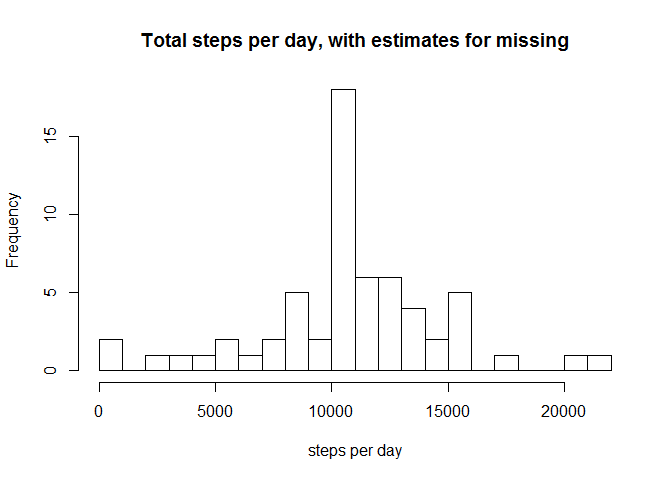 Total steps per day, with estimates for missing
Frequency
15
10
5
0
0 5000 10000 15000 20000
steps per day